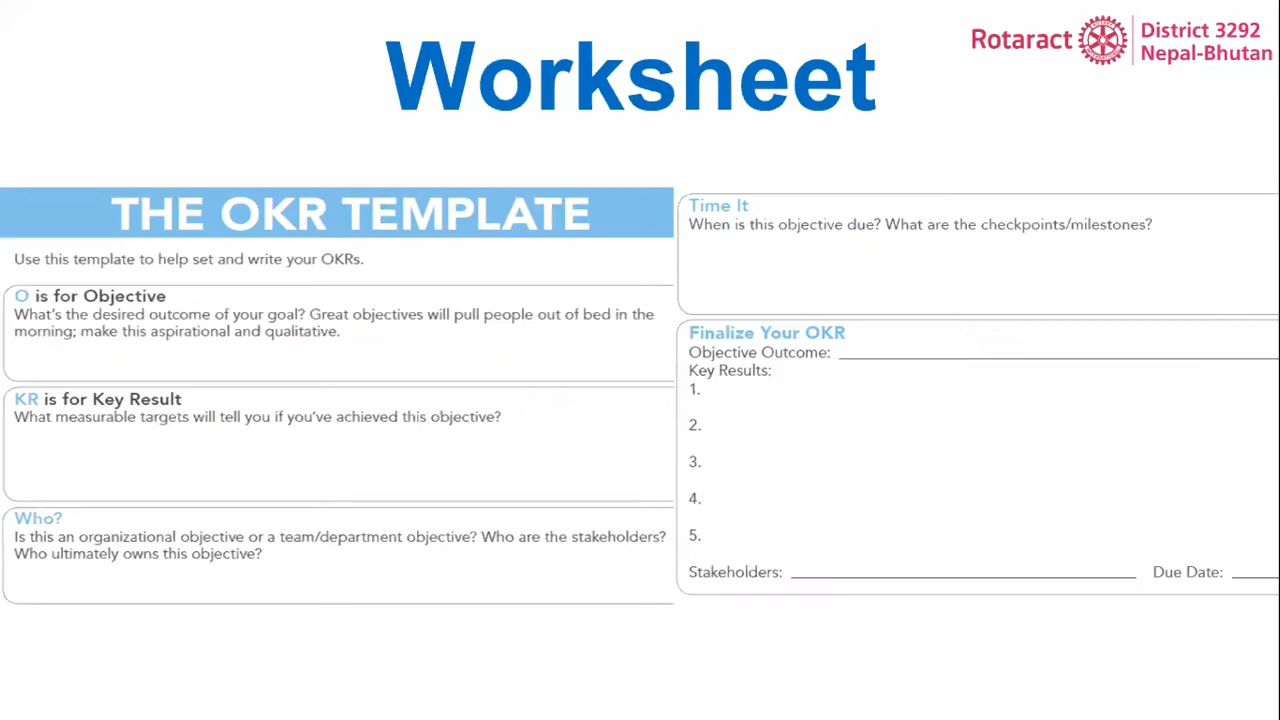 Worksheet
Rotaract
District 3292
Nepal-Bhutan
THE OKR TEMPLATE
Use this template to help set and write your OKRs.
O is for Objective
What's the desired outcome of your goal? Great objectives will pull people out of bed in the
morning; make this aspirational and qualitative.
KR is for Key Result
What measurable targets will tell you if you've achieved this objective?
Who?
Is this an organizational objective or a team/department objective? Who are the stakeholders?
Who ultimately owns this objective?
Time It
When is this objective due? What are the checkpoints/milestones?
Finalize Your OKR
Objective Outcome:
Key Results:
1.
2.
3.
4.
5.
Stakeholders: Due Date: